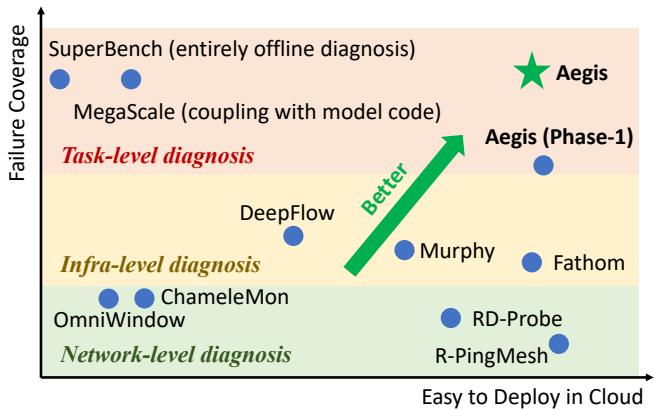 Failure Coverage
SuperBench (entirely offline diagnosis)
Aegis
MegaScale (coupling with model code)
Aegis (Phase-1)
Task-level diagnosis
Better
DeepFlow
Murphy
Fathom
Infra-level diagnosis
ChameleMon
OmniWindow
RD-Probe
R-PingMesh
Network-level diagnosis
Easy to Deploy in Cloud